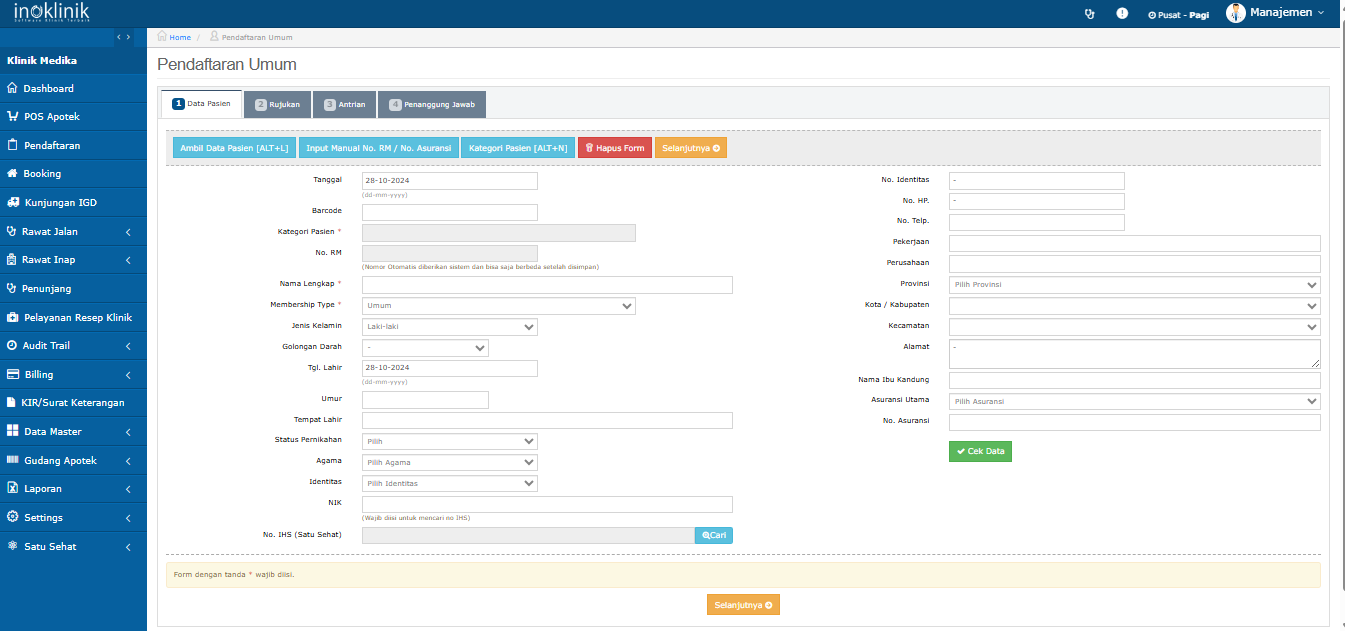 inoklinik
Software Klinik Terbaik
Pusat - Pagi
Manajemen
Home / Pendaftaran Umum
Klinik Medika
Dashboard
POS Apotek
Pendaftaran
Booking
Kunjungan IGD
Rawat Jalan
Rawat Inap
Penunjang
Pelayanan Resep Klinik
Audit Trail
Billing
KIR/Surat Keterangan
Data Master
Gudang Apotek
Laporan
Settings
Satu Sehat
Pendaftaran Umum
1 Data Pasien
2 Rujukan
3 Antrian
4 Penanggung Jawab
Ambil Data Pasien [ALT+L]
Input Manual No. RM / No. Asuransi
Kategori Pasien [ALT+N]
Hapus Form
Selanjutnya
Tanggal
28-10-2024
(dd-mm-yyyy)
Barcode
Kategori Pasien *
No. RM
(Nomor Otomatis diberikan sistem dan bisa saja berbeda setelah disimpan)
Nama Lengkap *
Membership Type *
Umum
Jenis Kelamin
Laki-laki
Golongan Darah
-
Tgl. Lahir
28-10-2024
(dd-mm-yyyy)
Umur
Tempat Lahir
Status Pernikahan
Pilih
Agama
Pilih Agama
Identitas
Pilih Identitas
NIK
(Wajib diisi untuk mencari no IHS)
No. IHS (Satu Sehat)
Cari
No. Identitas
-
No. HP.
-
No. Telp.
Pekerjaan
Perusahaan
Provinsi
Pilih Provinsi
Kota / Kabupaten
Kecamatan
Alamat
-
Nama Ibu Kandung
Asuransi Utama
Pilih Asuransi
No. Asuransi
Cek Data
Form dengan tanda * wajib diisi.
Selanjutnya